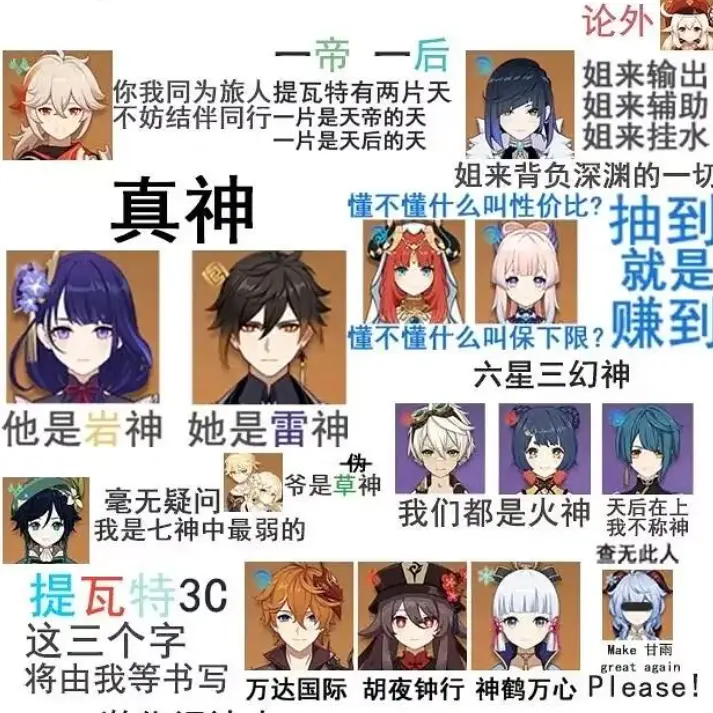 论外
一帝 一后
你我同为旅人
不妨结伴同行
提瓦特有两片天
一片是天帝的天
一片是天后的天
姐来输出
姐来辅助
姐来挂水
姐来背负深渊的一切
真神
懂不懂什么叫性价比?
懂不懂什么叫保下限?
抽到
就是
赚到
他是岩神
她是雷神
六星三幻神
我们都是火神
天后在上
我不称神
毫无疑问
我是七神中最弱的
伪
爷是草神
查无此人
Make 甘雨
great again
Please!
提瓦特3C
这三个字
将由我等书写
万达国际
胡夜钟行
神鹤万心